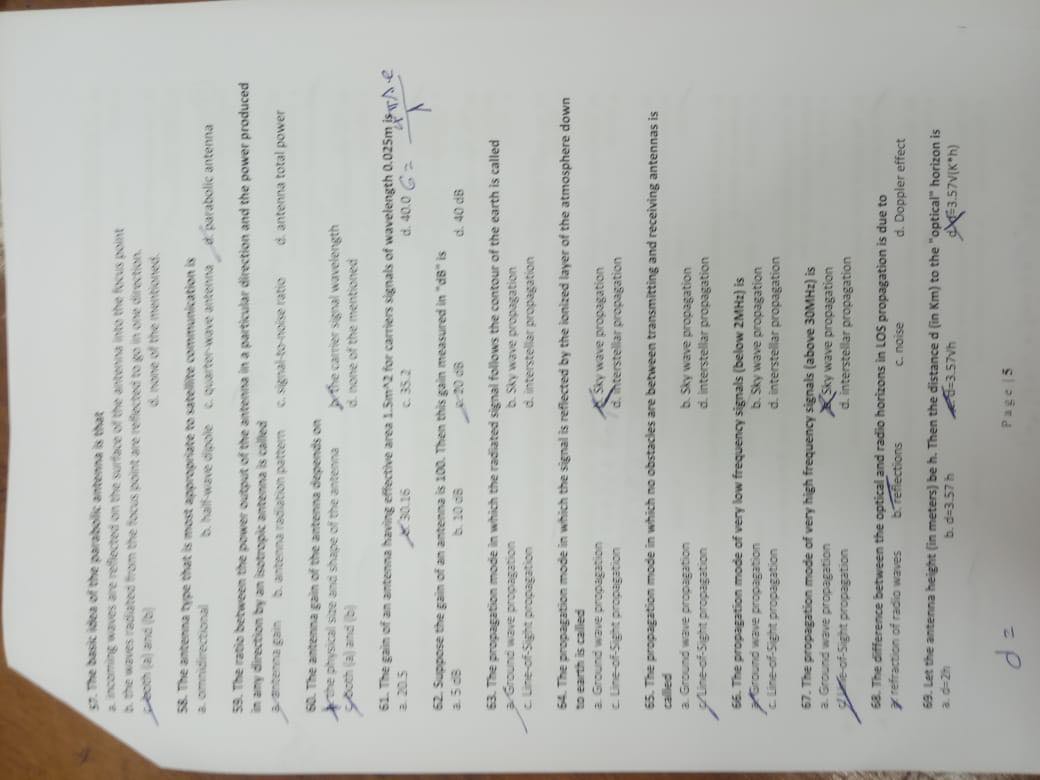 57. The basic idea of the parabolic antenna is that
a. incoming waves are reflected on the surface of the antenna into the focus point
b. the waves radiated from the focus point are reflected to go in one direction.
c. both (a) and (b) d. none of the mentioned.
58. The antenna type that is most appropriate to satellite communication is
a. omnidirectional b. half-wave dipole c. quarter-wave antenna d. parabolic antenna
59. The ratio between the power output of the antenna in a particular direction and the power produced
in any direction by an isotropic antenna is called
a. antenna gain b. antenna radiation pattern c. signal-to-noise ratio d. antenna total power
60. The antenna gain of the antenna depends on
a. the physical size and shape of the antenna b. the carrier signal wavelength
c. both (a) and (b) d. none of the mentioned
61. The gain of an antenna having effective area 1.5m^2 for carriers signals of wavelength 0.025m is
a. 20.5 b. 30.16 c. 35.2 d. 40.0 G =
62. Suppose the gain of an antenna is 100. Then this gain measured in "dB" is
a. 5 dB b. 10 dB c. 20 dB d. 40 dB
63. The propagation mode in which the radiated signal follows the contour of the earth is called
a. Ground wave propagation b. Sky wave propagation
c. Line-of-Sight propagation d. interstellar propagation
64. The propagation mode in which the signal is reflected by the ionized layer of the atmosphere down
to earth is called
a. Ground wave propagation b. Sky wave propagation
c. Line-of-Sight propagation d. interstellar propagation
65. The propagation mode in which no obstacles are between transmitting and receiving antennas is
called
a. Ground wave propagation b. Sky wave propagation
c. Line-of-Sight propagation d. interstellar propagation
66. The propagation mode of very low frequency signals (below 2MHz) is
a. Ground wave propagation b. Sky wave propagation
c. Line-of-Sight propagation d. interstellar propagation
67. The propagation mode of very high frequency signals (above 30MHz) is
a. Ground wave propagation b. Sky wave propagation
c. Line-of-Sight propagation d. interstellar propagation
68. The difference between the optical and radio horizons in LOS propagation is due to
a. refraction of radio waves b. reflections c. noise d. Doppler effect
69. Let the antenna height (in meters) be h. Then the distance d (in Km) to the "optical" horizon is
a. d=2h b. d=3.57 h c. d=3.57√h d. d=3.57√(K*h)
Page | 5
d =